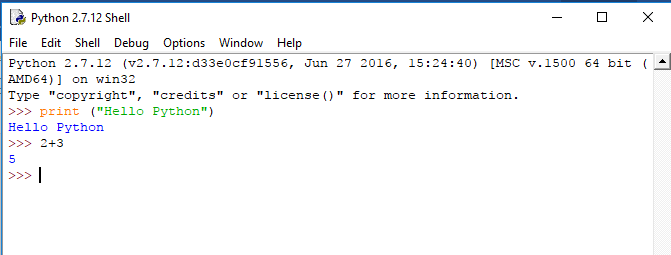 Python 2.7.12 Shell
File Edit Shell Debug Options Window Help
Python 2.7.12 (v2.7.12:d33e0cf91556, Jun 27 2016, 15:24:40) [MSC v.1500 64 bit (
AMD64)] on win32
Type "copyright", "credits" or "license()" for more information.
>>> print ("Hello Python")
Hello Python
>>> 2+3
5
>>>